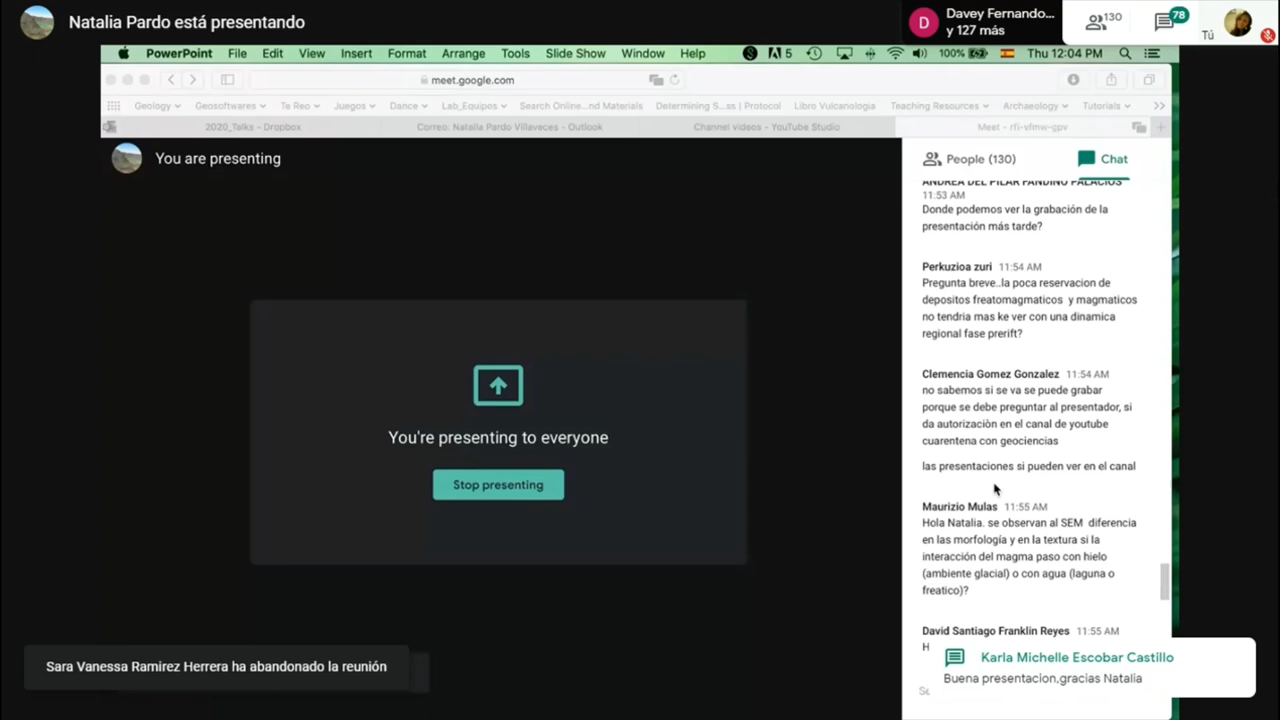 Natalia Pardo está presentando
D
Davey Fernando...
y 127 más
130
78
Tú
PowerPoint File Edit View Insert Format Arrange Tools Slide Show Window Help
5
100%
Thu 12:04 PM
meet.google.com
Geology
Geosoftwares
Te Reo
Juegos
Dance
Lab_Equipos
Search Online...nd Materials
Determining S...ss | Protocol
Libro Vulcanologia
Teaching Resources
Archaeology
Tutorials
2020_Talks - Dropbox
Correo: Natalia Pardo Villaveces - Outlook
Channel videos - YouTube Studio
Meet - rfi-vfmw-gpv
You are presenting
You're presenting to everyone
Stop presenting
People (130)
Chat
ANDREA DEL PILAR FANDINO PALACIOS
11:53 AM
Donde podemos ver la grabación de la
presentación más tarde?
Perkuzioa zuri 11:54 AM
Pregunta breve..la poca reservacion de
depositos freatomagmaticos y magmaticos
no tendria mas ke ver con una dinamica
regional fase prerift?
Clemencia Gomez Gonzalez 11:54 AM
no sabemos si se va se puede grabar
porque se debe preguntar al presentador, si
da autorizaciòn en el canal de youtube
cuarentena con geociencias
las presentaciones si pueden ver en el canal
Maurizio Mulas 11:55 AM
Hola Natalia. se observan al SEM diferencia
en las morfología y en la textura si la
interacción del magma paso con hielo
(ambiente glacial) o con agua (laguna o
freatico)?
David Santiago Franklin Reyes 11:55 AM
H
Karla Michelle Escobar Castillo
Buena presentacion,gracias Natalia
Sara Vanessa Ramirez Herrera ha abandonado la reunión